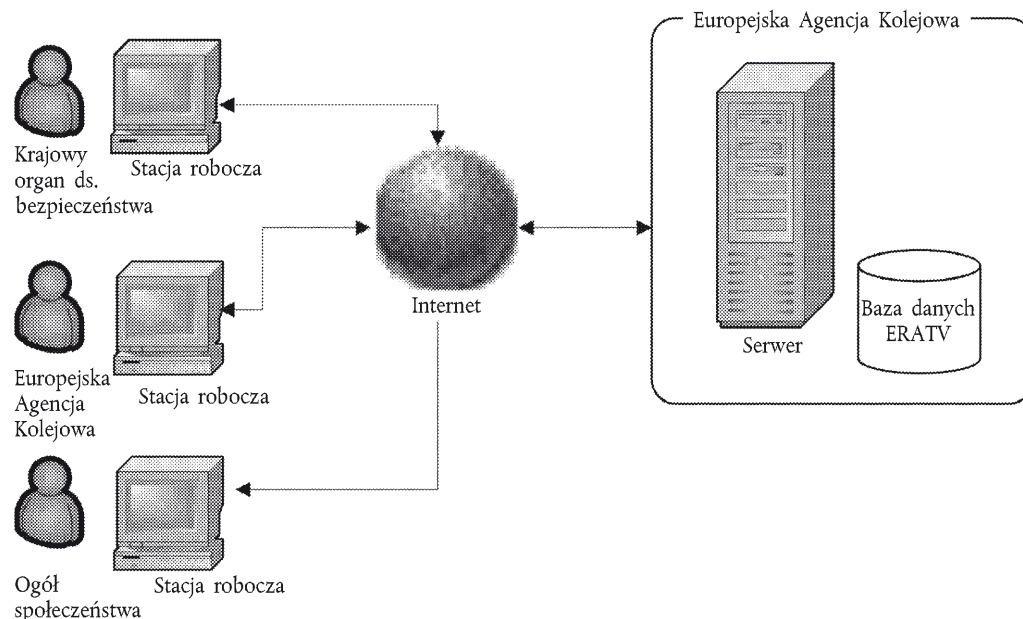 Europejska Agencja Kolejowa
Krajowy
organ ds.
bezpieczeństwa
Stacja robocza
Internet
Serwer
Baza danych
ERATV
Europejska
Agencja
Kolejowa
Stacja robocza
Ogół
społeczeństwa
Stacja robocza